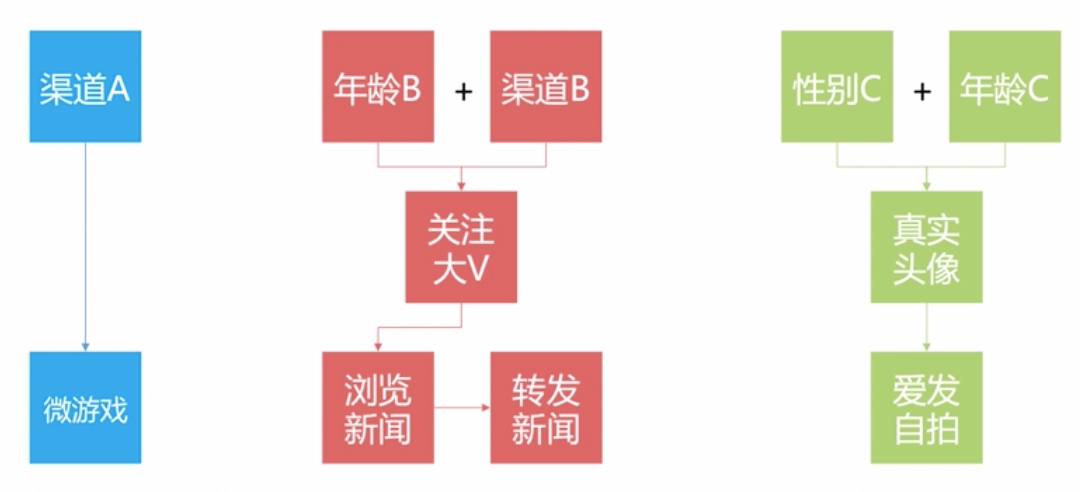 渠道A
年龄B + 渠道B
性别C + 年龄C
关注
大V
真实
头像
微游戏
浏览
新闻
转发
新闻
爱发
自拍